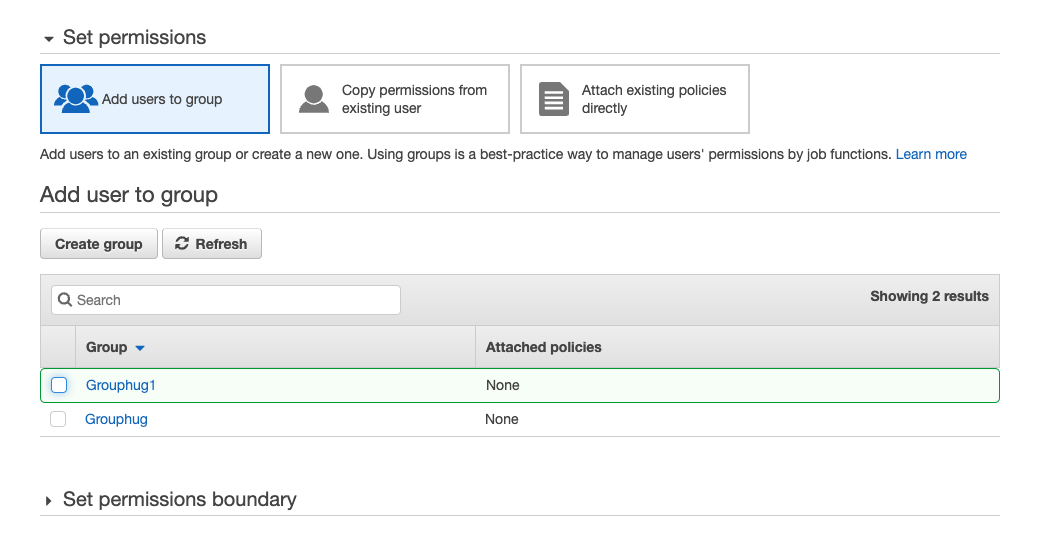 Set permissions
Add users to group
Copy permissions from
existing user
Attach existing policies
directly
Add users to an existing group or create a new one. Using groups is a best-practice way to manage users' permissions by job functions. Learn more
Add user to group
Create group
Refresh
Search
Showing 2 results
Group
Attached policies
Grouphug1
None
Grouphug
None
Set permissions boundary